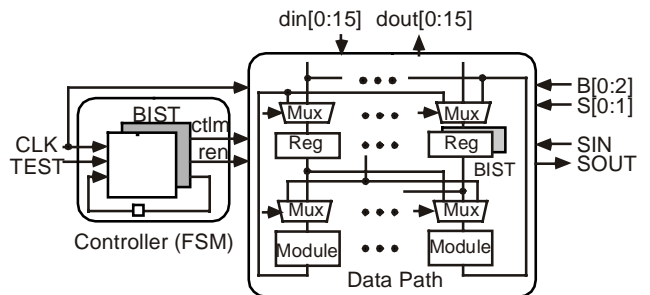 din[0:15] dout[0:15]
BIST
ctlm
CLK
TEST
ren
Controller (FSM)
Mux
Mux
Reg
Reg
BIST
Mux
Mux
Module
Module
Data Path
B[0:2]
S[0:1]
SIN
SOUT